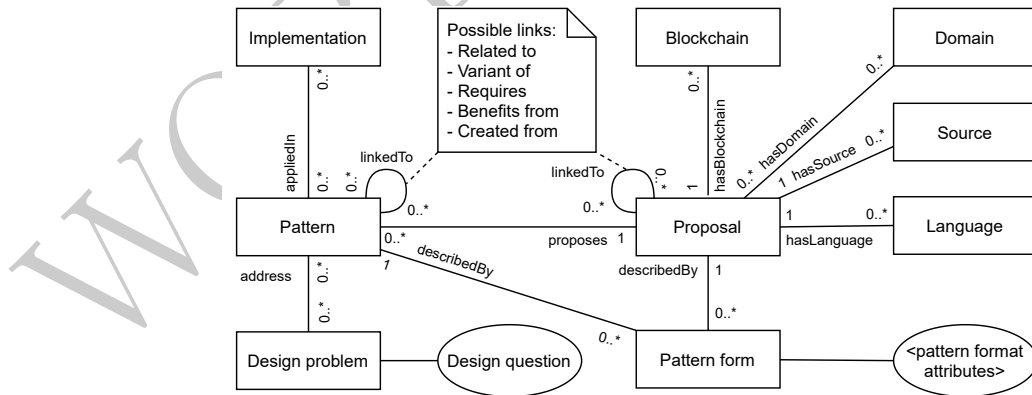 Implementation
Possible links:
- Related to
- Variant of
- Requires
- Benefits from
- Created from
Blockchain
Domain
Source
Language
0..*
appliedIn
0..*
0..*
linkedTo
0..*
0..*
hasBlockchain
1
linkedTo
0..*
0..*
0..*
hasDomain
0..*
1
hasSource
0..*
Pattern
0..*
proposes
1
Proposal
1
hasLanguage
0..*
address
0..*
0..*
1
describedBy
0..*
describedBy
1
0..*
Design problem
Design question
Pattern form
<pattern format
attributes>